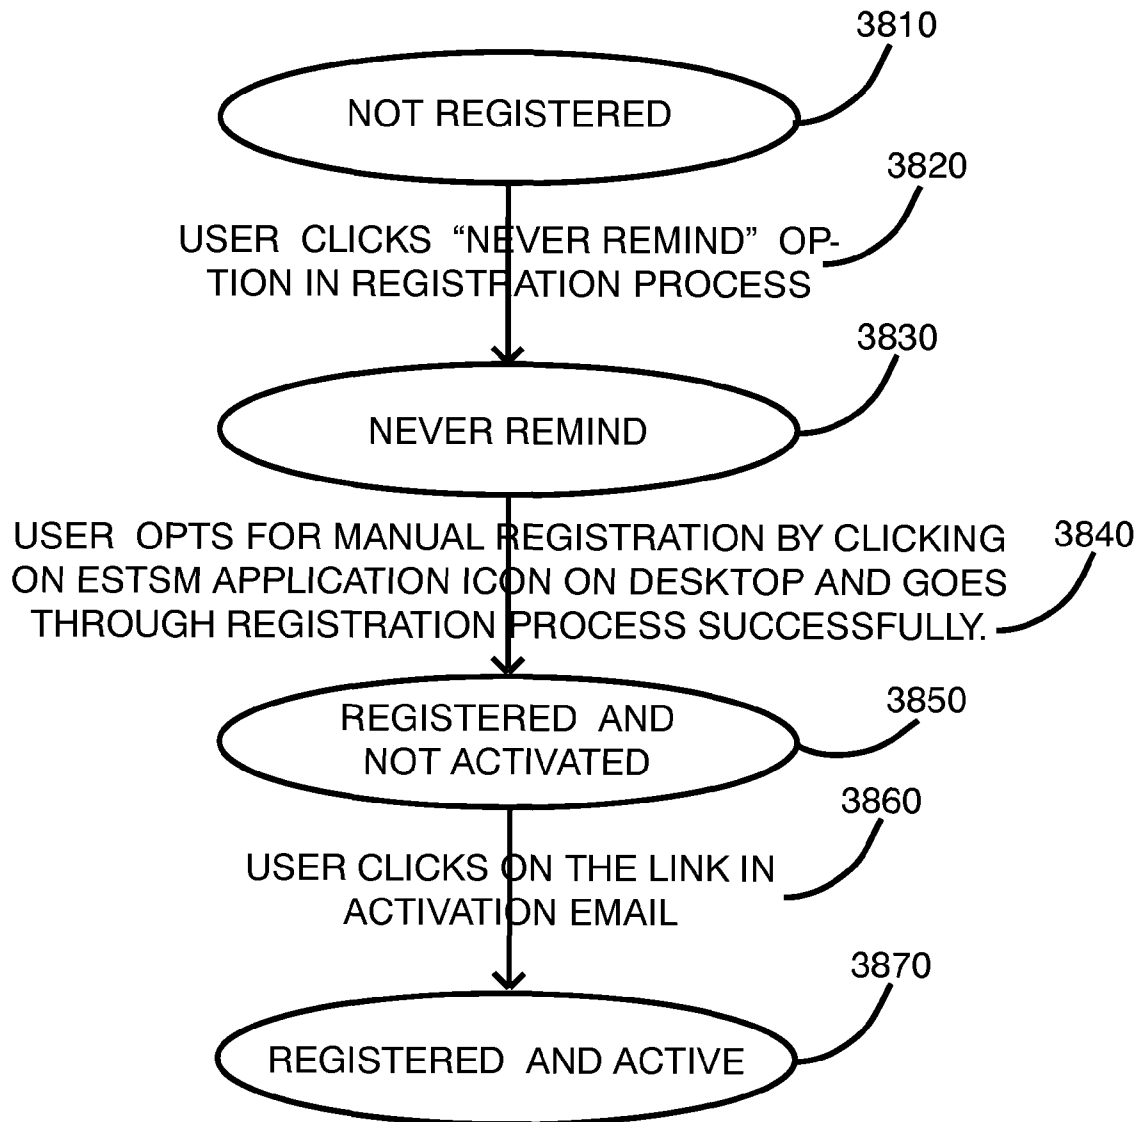 3810
NOT REGISTERED
3820
USER CLICKS “NEVER REMIND” OP-
TION IN REGISTRATION PROCESS
3830
NEVER REMIND
USER OPTS FOR MANUAL REGISTRATION BY CLICKING 3840
ON ESTSM APPLICATION ICON ON DESKTOP AND GOES
THROUGH REGISTRATION PROCESS SUCCESSFULLY.
3850
REGISTERED AND
NOT ACTIVATED
3860
USER CLICKS ON THE LINK IN
ACTIVATION EMAIL
3870
REGISTERED AND ACTIVE